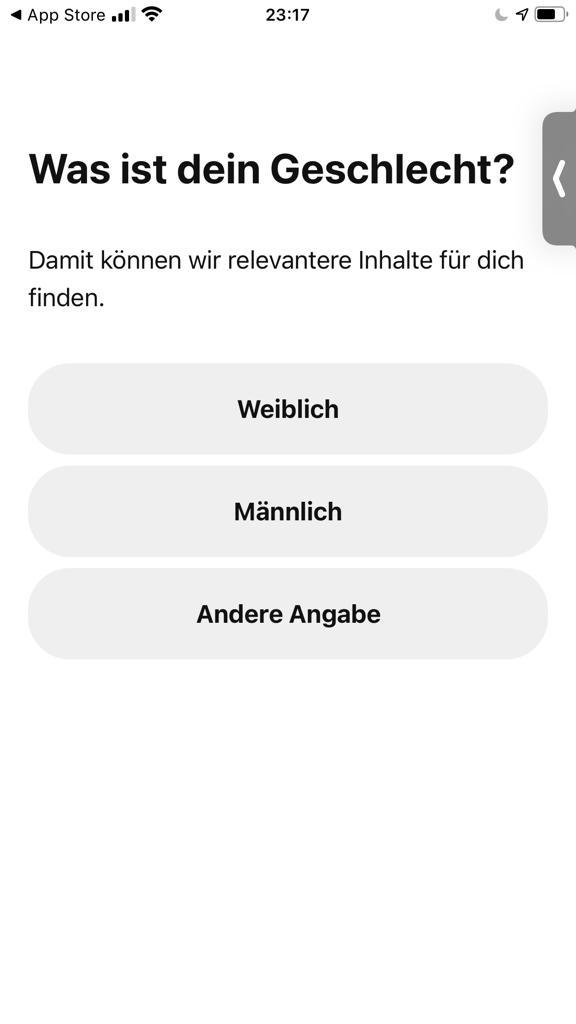 App Store
23:17
Was ist dein Geschlecht?
Damit können wir relevantere Inhalte für dich
finden.
Weiblich
Männlich
Andere Angabe